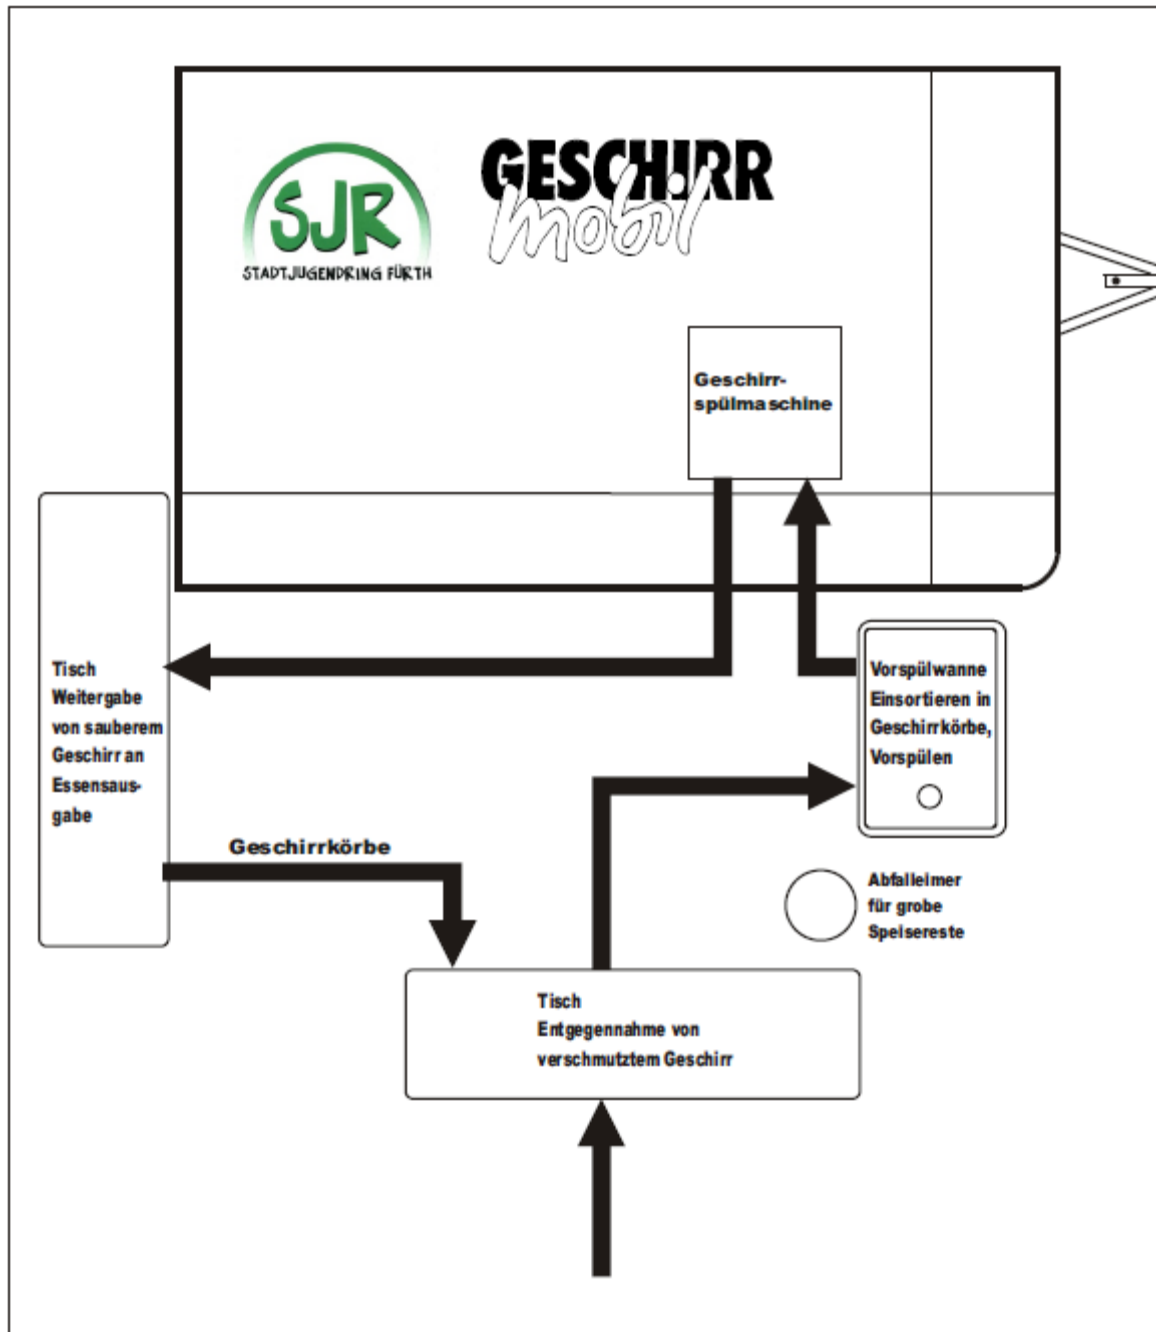 SJR
STADTJUGENDRING FÜRTH
GESCHIRR
mobil
Geschirr-
spülmaschine
Tisch
Weitergabe
von sauberem
Geschirr an
Essensaus-
gabe
Vorspülwanne
Einsortieren in
Geschirrkörbe,
Vorspülen
Geschirrkörbe
Abfalleimer
für grobe
Speisereste
Tisch
Entgegennahme von
verschmutztem Geschirr